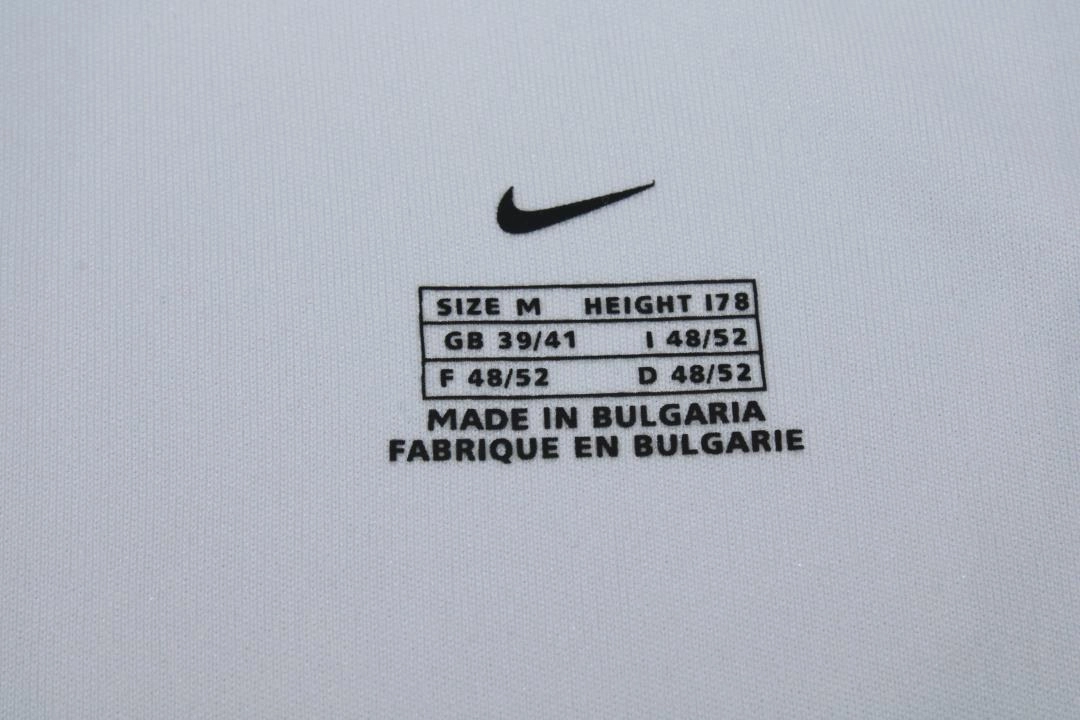 SIZE M HEIGHT 178
GB 39/41 I 48/52
F 48/52 D 48/52
MADE IN BULGARIA
FABRIQUE EN BULGARIE